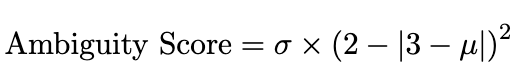 Ambiguity Score = σ × (2 − |3 − μ|)²